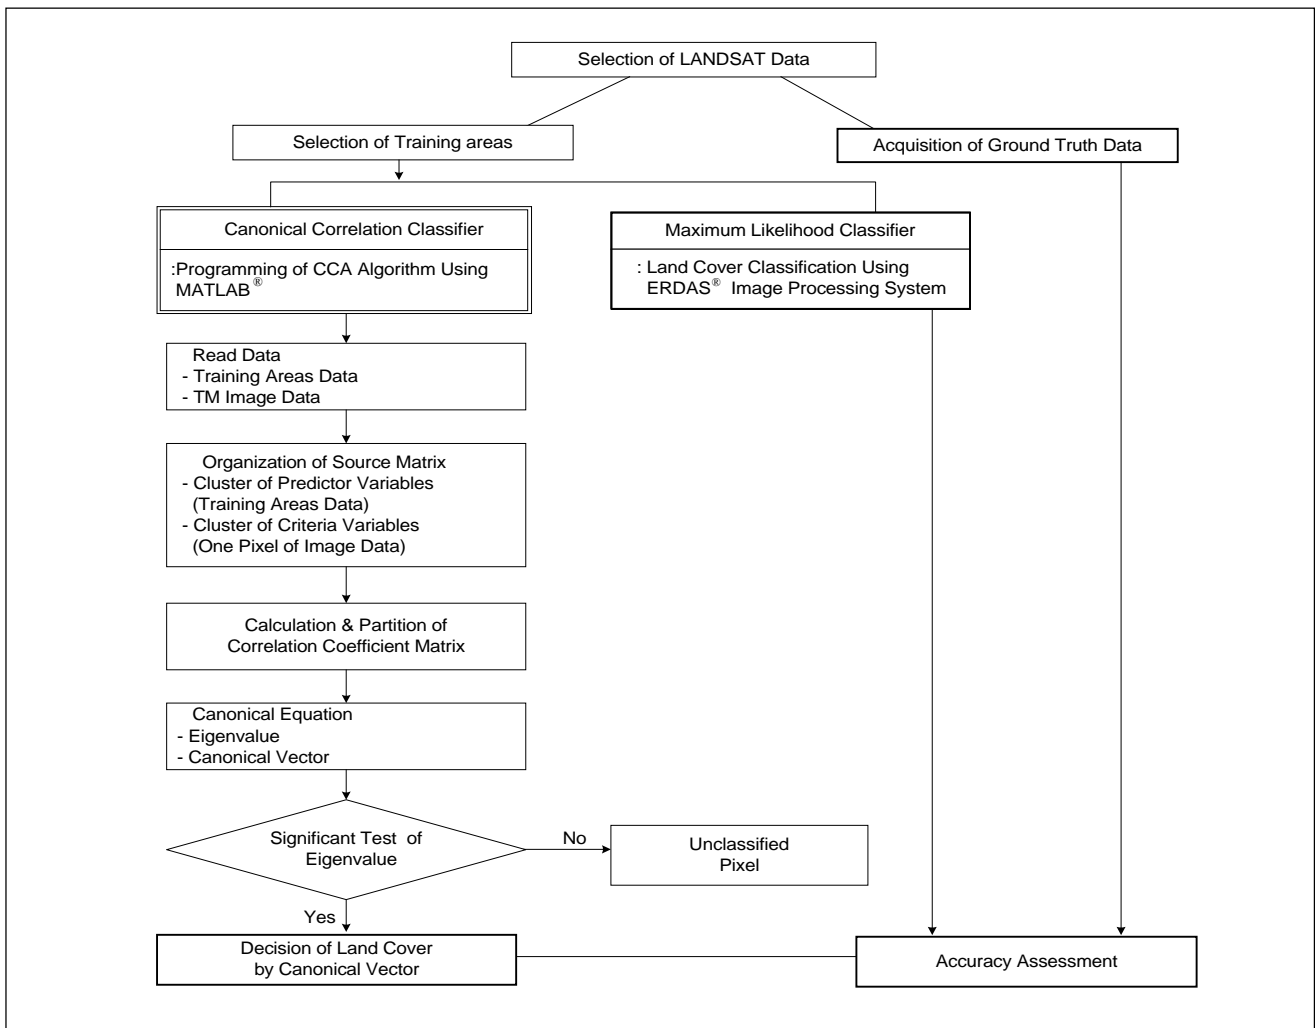 Selection of LANDSAT Data
Selection of Training areas
Acquisition of Ground Truth Data
Canonical Correlation Classifier
:Programming of CCA Algorithm Using
MATLAB®
Maximum Likelihood Classifier
: Land Cover Classification Using
ERDAS® Image Processing System
Read Data
- Training Areas Data
- TM Image Data
Organization of Source Matrix
- Cluster of Predictor Variables
(Training Areas Data)
- Cluster of Criteria Variables
(One Pixel of Image Data)
Calculation & Partition of
Correlation Coefficient Matrix
Canonical Equation
- Eigenvalue
- Canonical Vector
Significant Test of
Eigenvalue
No
Unclassified
Pixel
Yes
Decision of Land Cover
by Canonical Vector
Accuracy Assessment